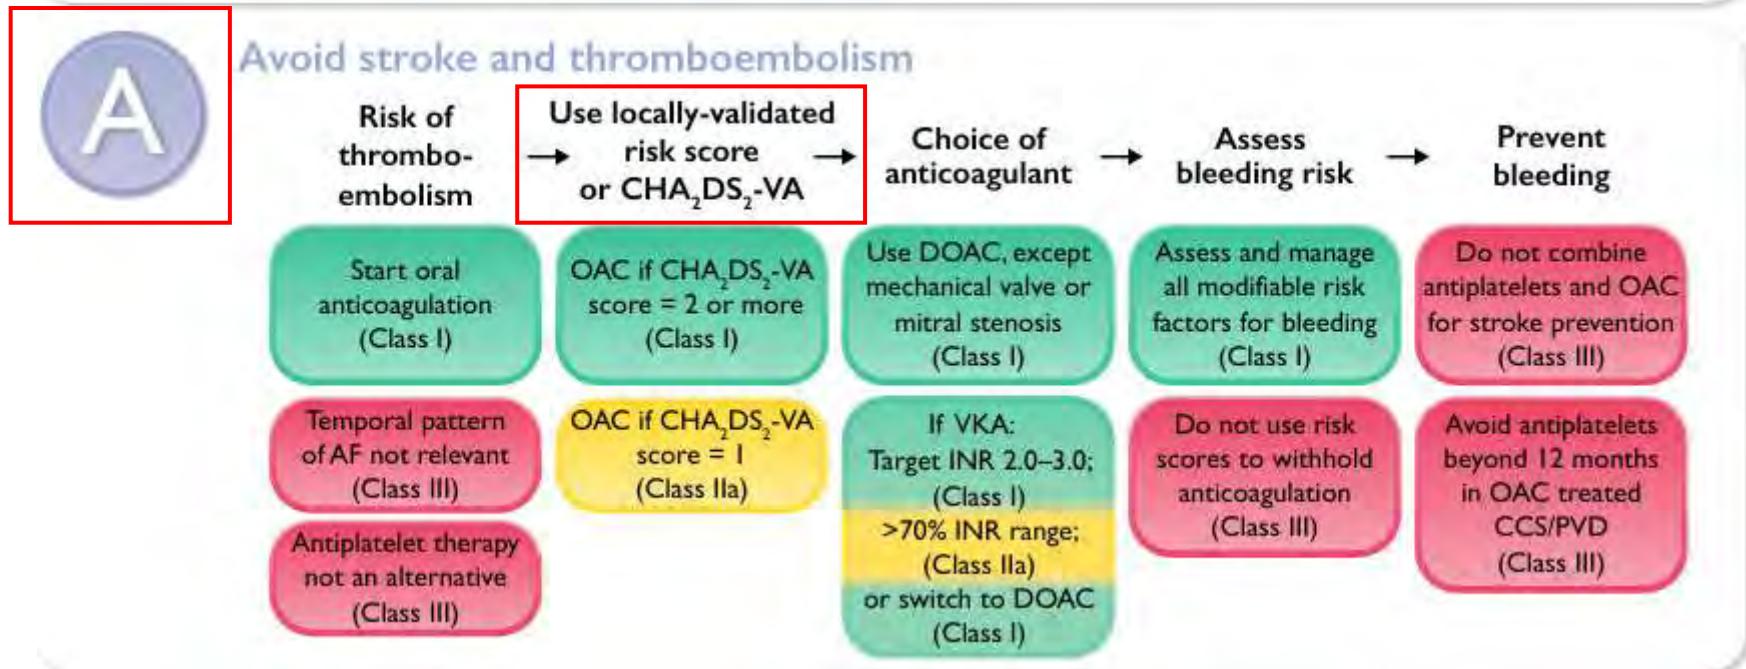 A
Avoid stroke and thromboembolism
Risk of
thrombo-
embolism
Use locally-validated
risk score
or CHA₂DS₂-VA
Choice of
anticoagulant
Assess
bleeding risk
Prevent
bleeding
Start oral
anticoagulation
(Class I)
Temporal pattern
of AF not relevant
(Class III)
Antiplatelet therapy
not an alternative
(Class III)
OAC if CHA₂DS₂-VA
score = 2 or more
(Class I)
OAC if CHA₂DS₂-VA
score = 1
(Class IIa)
Use DOAC, except
mechanical valve or
mitral stenosis
(Class I)
If VKA:
Target INR 2.0–3.0;
(Class I)
>70% INR range;
(Class IIa)
or switch to DOAC
(Class I)
Assess and manage
all modifiable risk
factors for bleeding
(Class I)
Do not use risk
scores to withhold
anticoagulation
(Class III)
Do not combine
antiplatelets and OAC
for stroke prevention
(Class III)
Avoid antiplatelets
beyond 12 months
in OAC treated
CCS/PVD
(Class III)